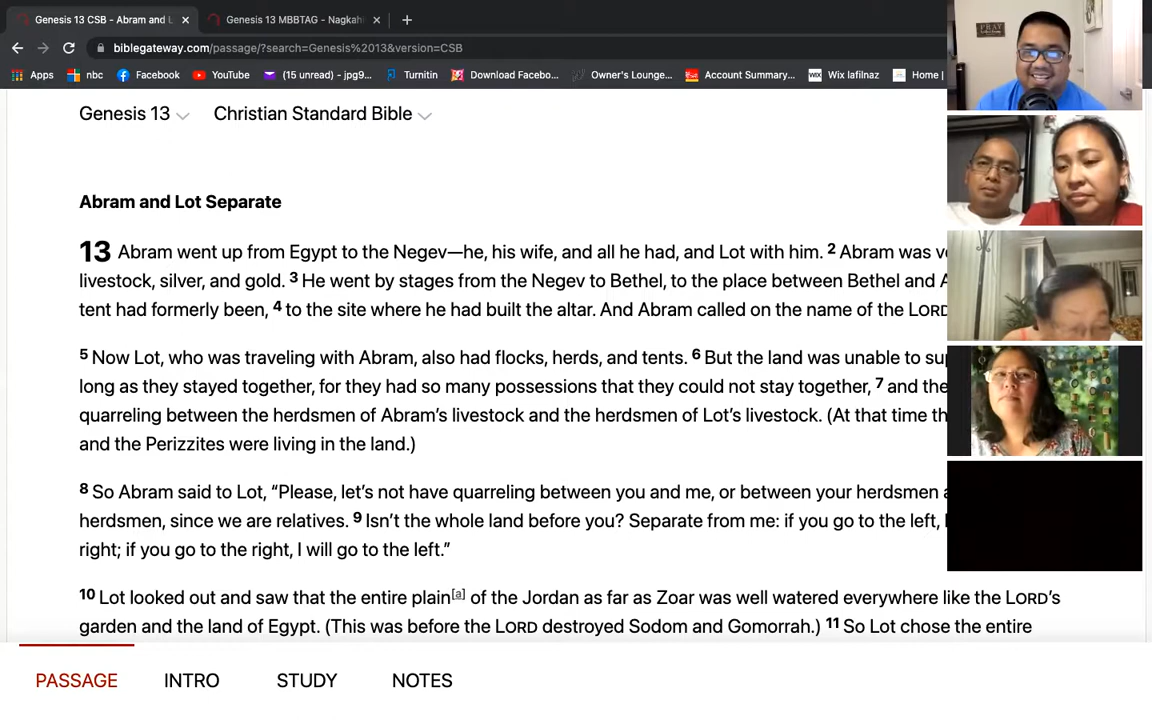 Genesis 13 CSB - Abram and L
Genesis 13 MBBTAG - Nagkahi
biblegateway.com/passage/?search=Genesis%2013&version=CSB
Apps nbc Facebook YouTube (15 unread) - jpg9... Turnitin Download Facebo... Owner's Lounge... Account Summary... WIX Wix lafilnaz Home |
PRAY
Genesis 13 Christian Standard Bible
Abram and Lot Separate
13 Abram went up from Egypt to the Negev—he, his wife, and all he had, and Lot with him. 2 Abram was ve
livestock, silver, and gold. 3 He went by stages from the Negev to Bethel, to the place between Bethel and A
tent had formerly been, 4 to the site where he had built the altar. And Abram called on the name of the LORD
5 Now Lot, who was traveling with Abram, also had flocks, herds, and tents. 6 But the land was unable to sup
long as they stayed together, for they had so many possessions that they could not stay together, 7 and the
quarreling between the herdsmen of Abram's livestock and the herdsmen of Lot's livestock. (At that time th
and the Perizzites were living in the land.)
8 So Abram said to Lot, “Please, let's not have quarreling between you and me, or between your herdsmen a
herdsmen, since we are relatives. 9 Isn't the whole land before you? Separate from me: if you go to the left, I
right; if you go to the right, I will go to the left.”
10 Lot looked out and saw that the entire plain[a] of the Jordan as far as Zoar was well watered everywhere like the LORD's
garden and the land of Egypt. (This was before the LORD destroyed Sodom and Gomorrah.) 11 So Lot chose the entire
PASSAGE INTRO STUDY NOTES